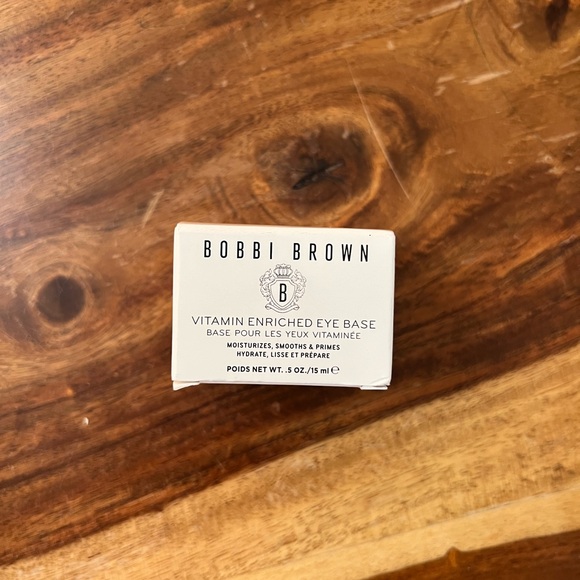 BOBBI BROWN
B
VITAMIN ENRICHED EYE BASE
BASE POUR LES YEUX VITAMINÉE
MOISTURIZES, SMOOTHS & PRIMES
HYDRATE, LISSE ET PRÉPARE
POIDS NET WT. .5 OZ./15 ml ℮